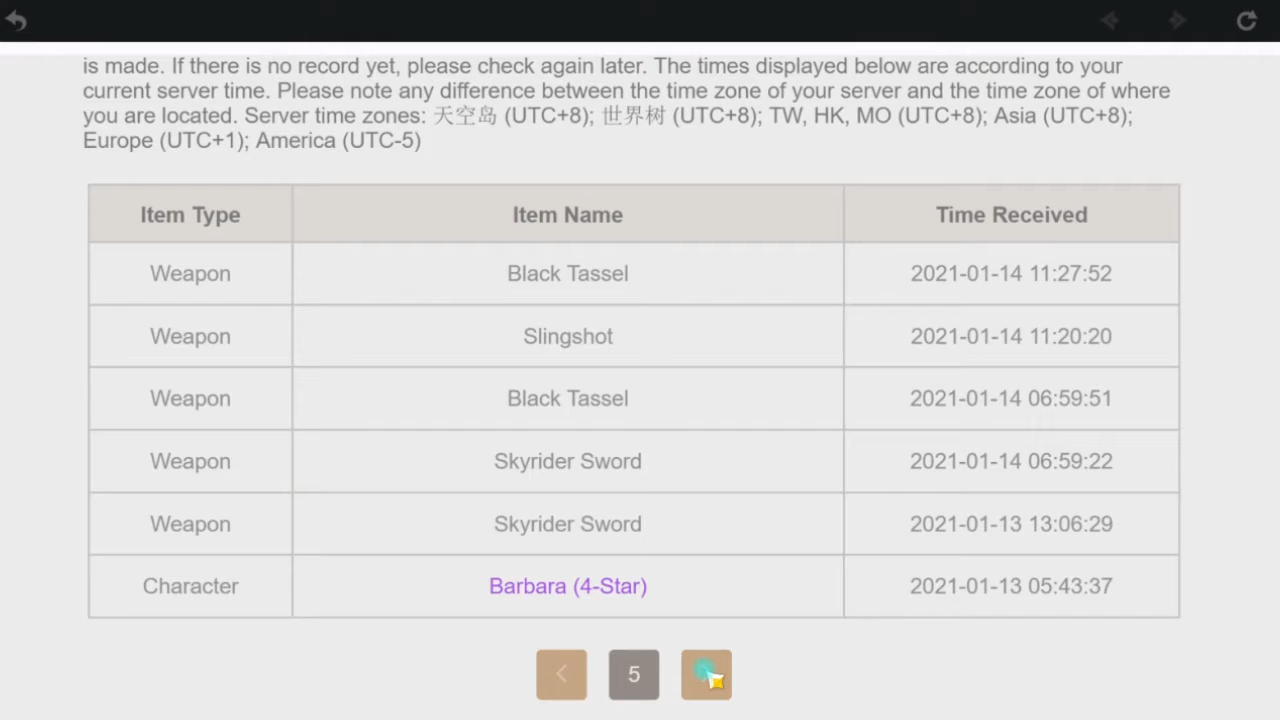 is made. If there is no record yet, please check again later. The times displayed below are according to your
current server time. Please note any difference between the time zone of your server and the time zone of where
you are located. Server time zones: 天空岛 (UTC+8); 世界树 (UTC+8); TW, HK, MO (UTC+8); Asia (UTC+8);
Europe (UTC+1); America (UTC-5)
Item Type Item Name Time Received
Weapon Black Tassel 2021-01-14 11:27:52
Weapon Slingshot 2021-01-14 11:20:20
Weapon Black Tassel 2021-01-14 06:59:51
Weapon Skyrider Sword 2021-01-14 06:59:22
Weapon Skyrider Sword 2021-01-13 13:06:29
Character Barbara (4-Star) 2021-01-13 05:43:37
5